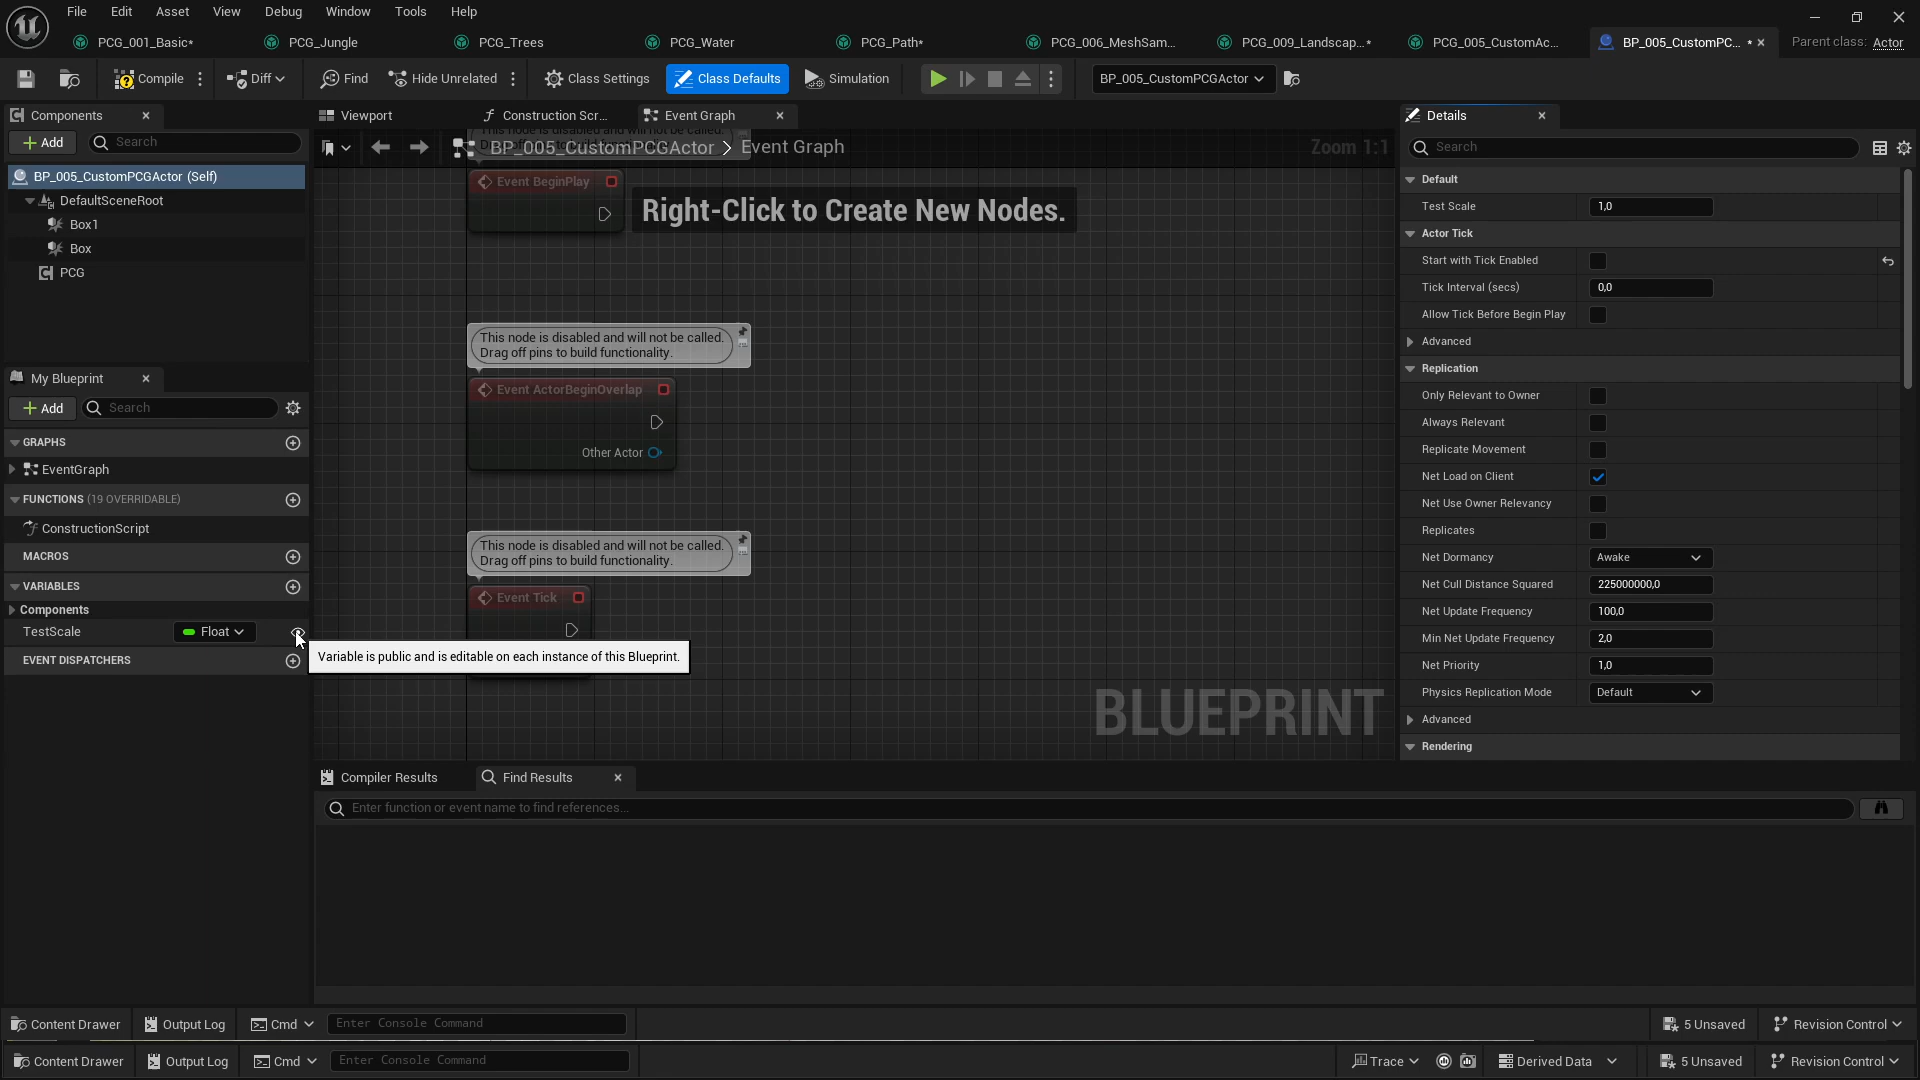 File Edit Asset View Debug Window Tools Help
PCG_001_Basic* PCG_Jungle PCG_Trees PCG_Water PCG_Path* PCG_006_MeshSam... PCG_009_Landscap...* PCG_005_CustomAc... BP_005_CustomPC... * Parent class: Actor
Compile Diff Find Hide Unrelated Class Settings Class Defaults Simulation BP_005_CustomPCGActor
Components
Add Search
BP_005_CustomPCGActor (Self)
DefaultSceneRoot
Box1
Box
PCG
My Blueprint
Add Search
GRAPHS
EventGraph
FUNCTIONS (19 OVERRIDABLE)
ConstructionScript
MACROS
VARIABLES
Components
TestScale Float
EVENT DISPATCHERS
Variable is public and is editable on each instance of this Blueprint.
Viewport Construction Scr... Event Graph
This node is disabled and will not be called.
BP_005_CustomPCGActor > Event Graph Zoom 1:1
Event BeginPlay
Right-Click to Create New Nodes.
This node is disabled and will not be called.
Drag off pins to build functionality.
Event ActorBeginOverlap
Other Actor
This node is disabled and will not be called.
Drag off pins to build functionality.
Event Tick
BLUEPRINT
Compiler Results Find Results
Enter function or event name to find references...
Details
Search
Default
Test Scale 1,0
Actor Tick
Start with Tick Enabled
Tick Interval (secs) 0,0
Allow Tick Before Begin Play
Advanced
Replication
Only Relevant to Owner
Always Relevant
Replicate Movement
Net Load on Client
Net Use Owner Relevancy
Replicates
Net Dormancy Awake
Net Cull Distance Squared 225000000,0
Net Update Frequency 100,0
Min Net Update Frequency 2,0
Net Priority 1,0
Physics Replication Mode Default
Advanced
Rendering
Content Drawer Output Log Cmd Enter Console Command 5 Unsaved Revision Control
Content Drawer Output Log Cmd Enter Console Command Trace Derived Data 5 Unsaved Revision Control